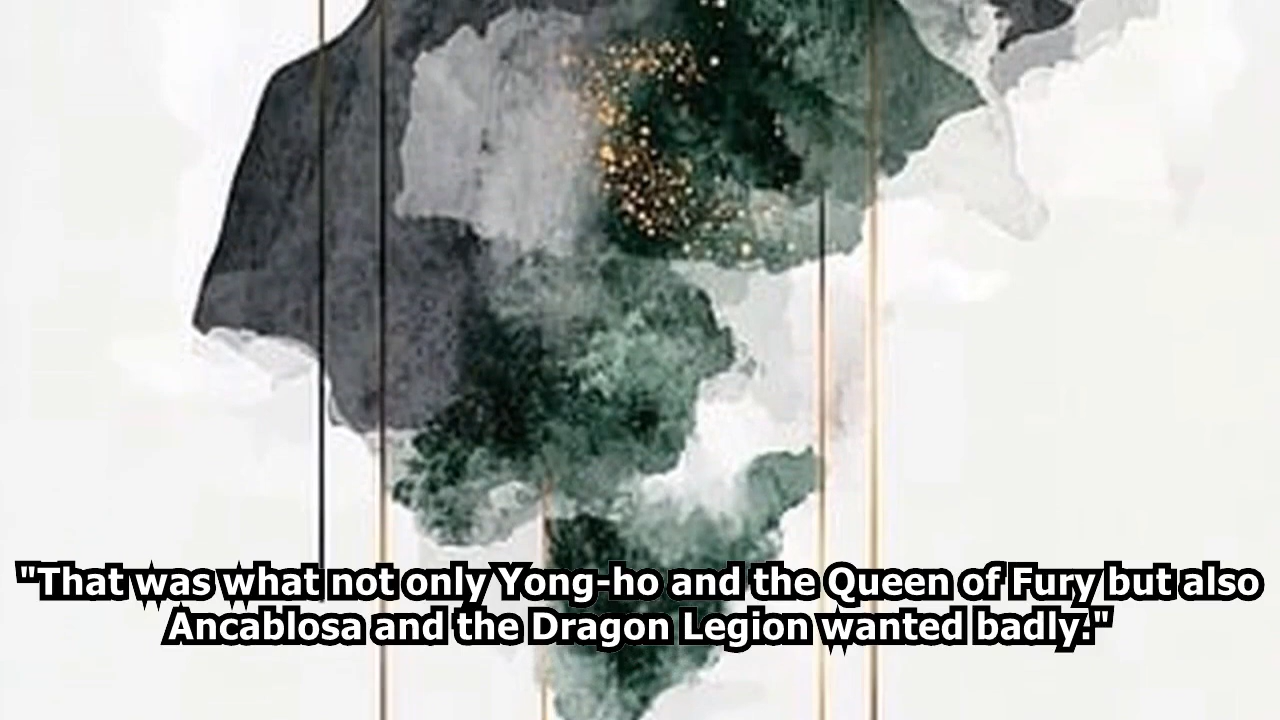 "That was what not only Yong-ho and the Queen of Fury but also
Ancablosa and the Dragon Legion wanted badly."